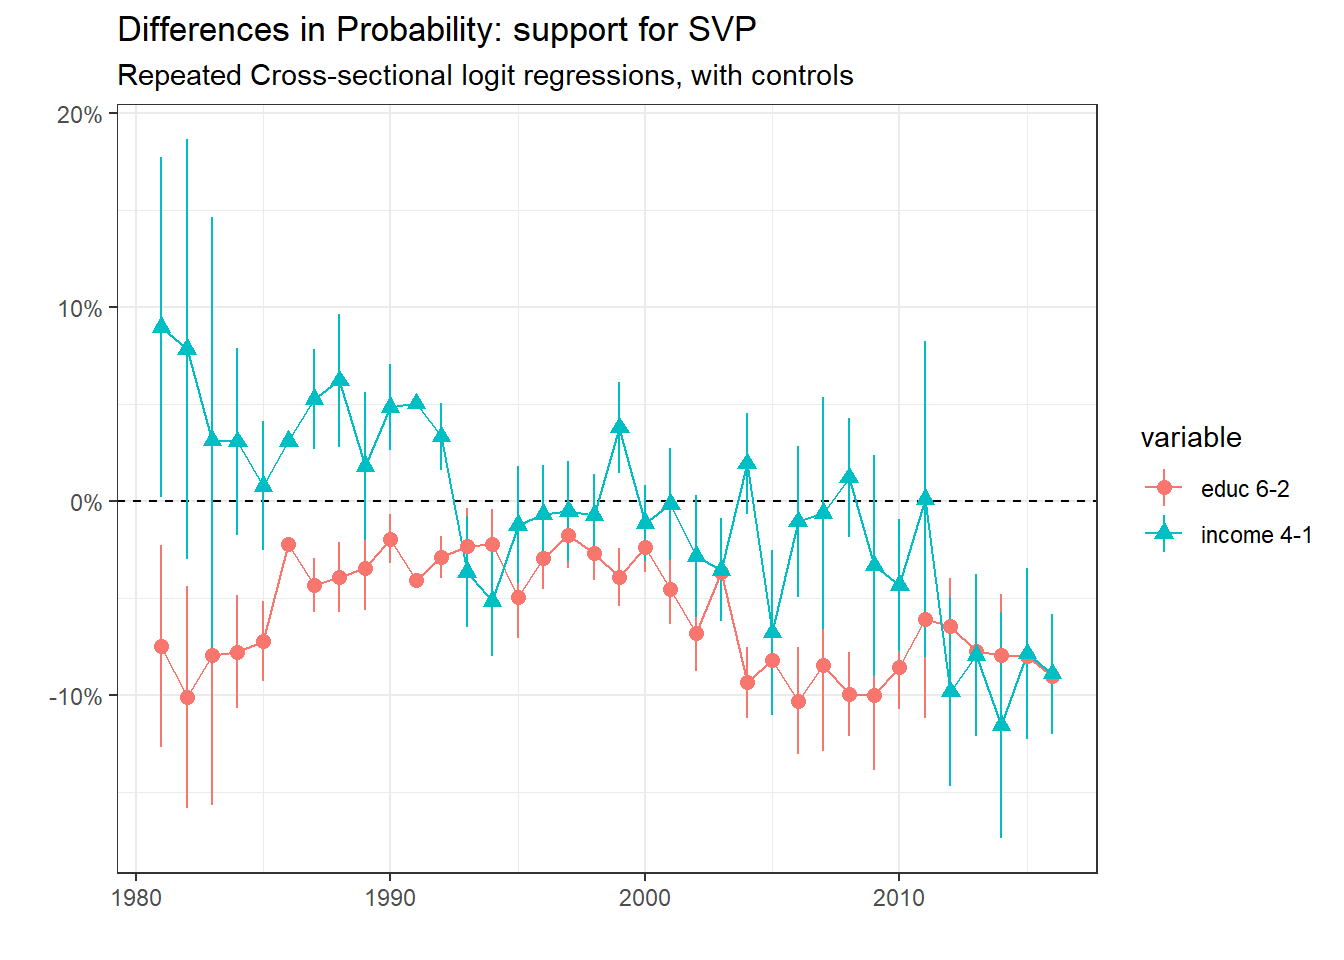 Differences in Probability: support for SVP
Repeated Cross-sectional logit regressions, with controls
20%
10%
0%
-10%
1980
1990
2000
2010
variable
educ 6-2
income 4-1